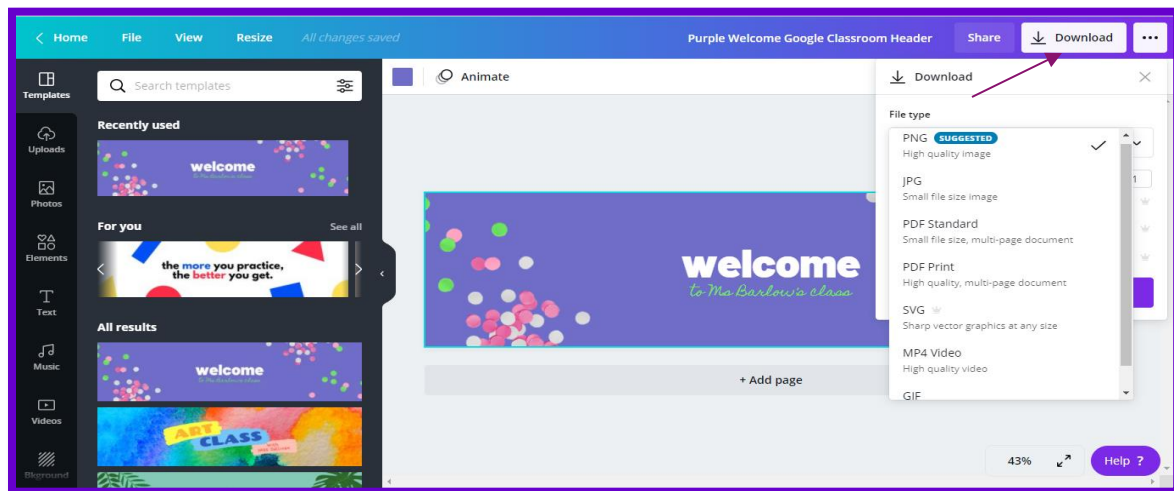 Home File View Resize All changes saved Purple Welcome Google Classroom Header Share Download
Templates
Uploads
Photos
Elements
Text
Music
Videos
Bkground
Search templates
Recently used
welcome
For you See all
the more you practice,
the better you get.
All results
welcome
ART
CLASS
Animate
welcome
to Ms Barlow's class
+ Add page
43%
Help ?
Download
File type
PNG SUGGESTED
High quality image
JPG
Small file size image
PDF Standard
Small file size, multi-page document
PDF Print
High quality, multi-page document
SVG
Sharp vector graphics at any size
MP4 Video
High quality video
GIF
1